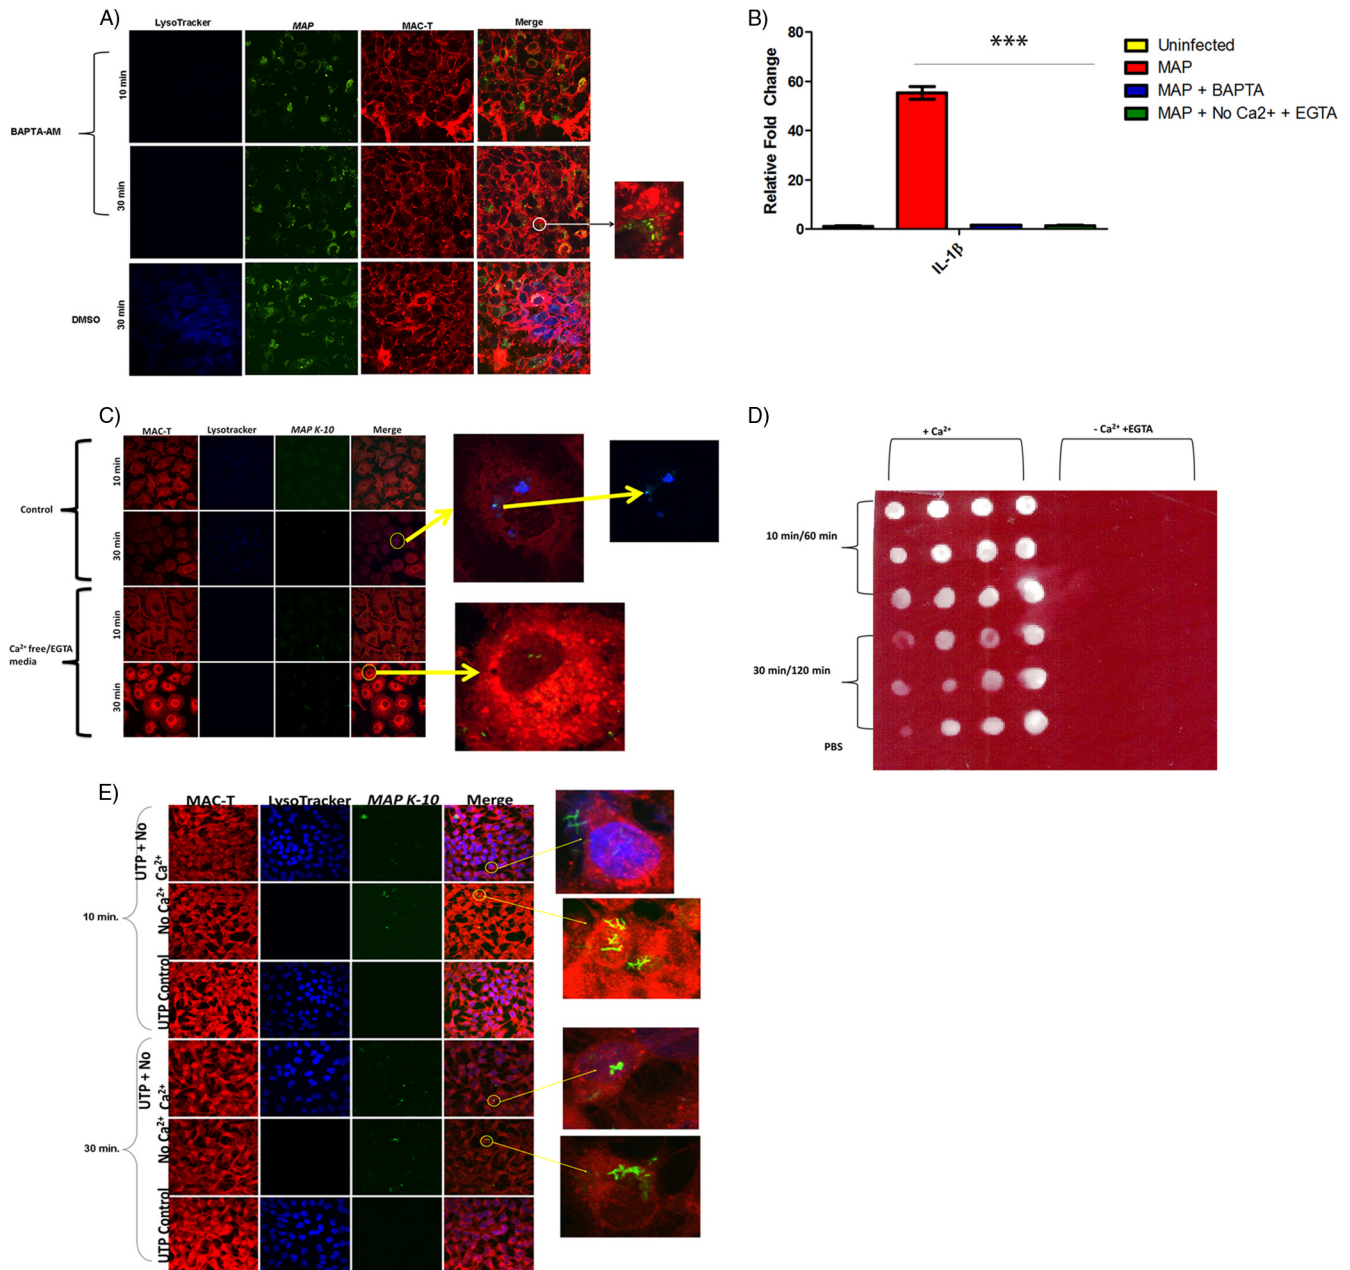 A)
LysoTracker MAP MAC-T Merge
BAPTA-AM
10 min
30 min
DMSO
30 min
B)
Relative Fold Change
80
60
40
20
0
***
IL-1β
Uninfected
MAP
MAP + BAPTA
MAP + No Ca2+ + EGTA
C)
MAC-T Lysotracker MAP K-10 Merge
Control
10 min
30 min
Ca²⁺ free/EGTA
media
10 min
30 min
D)
+ Ca²⁺
- Ca²⁺ +EGTA
10 min/60 min
30 min/120 min
PBS
E)
MAC-T LysoTracker MAP K-10 Merge
10 min.
UTP + No
Ca²⁺
No Ca²⁺
UTP Control
30 min.
UTP + No
Ca²⁺
No Ca²⁺
UTP Control